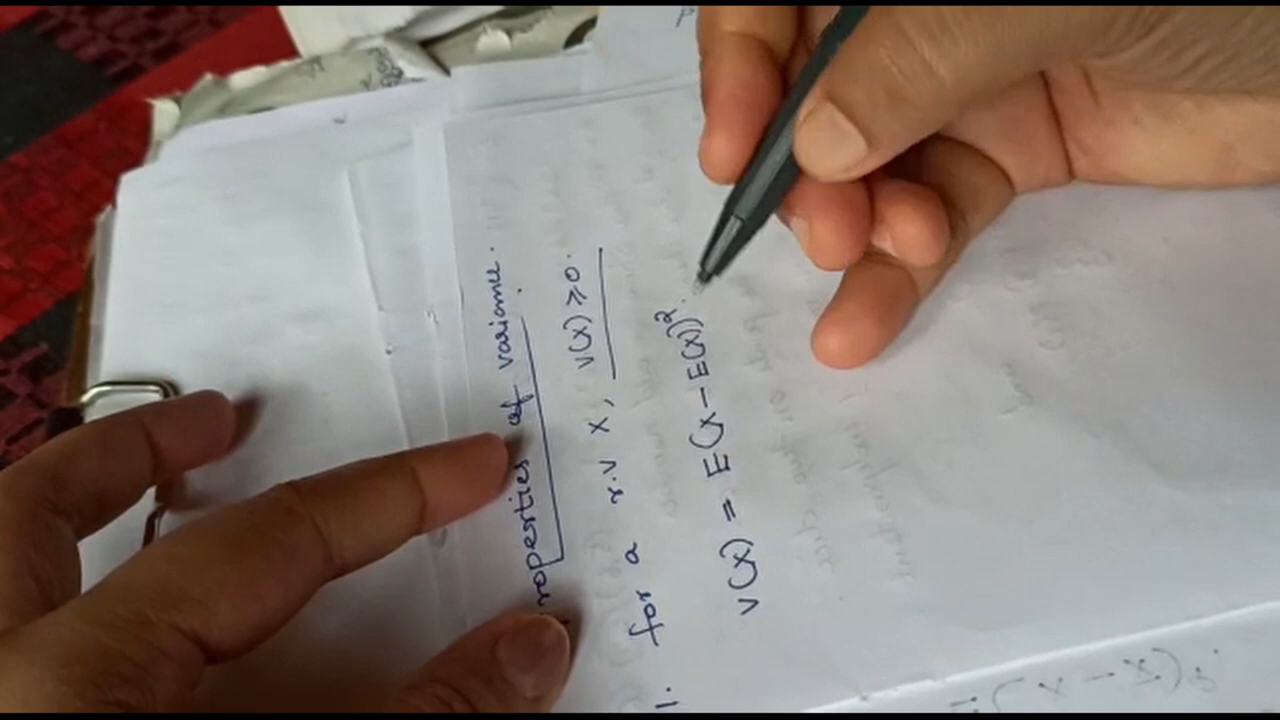 Properties of variance.
1. for a r.v X, V(X) ≥ 0.
V(X) = E(X - E(X))².